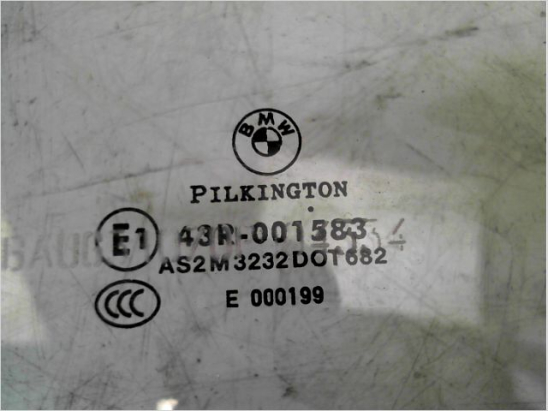 BMW
PILKINGTON
E1 43R-001583
AS2M3232DOT682
CCC E 000199